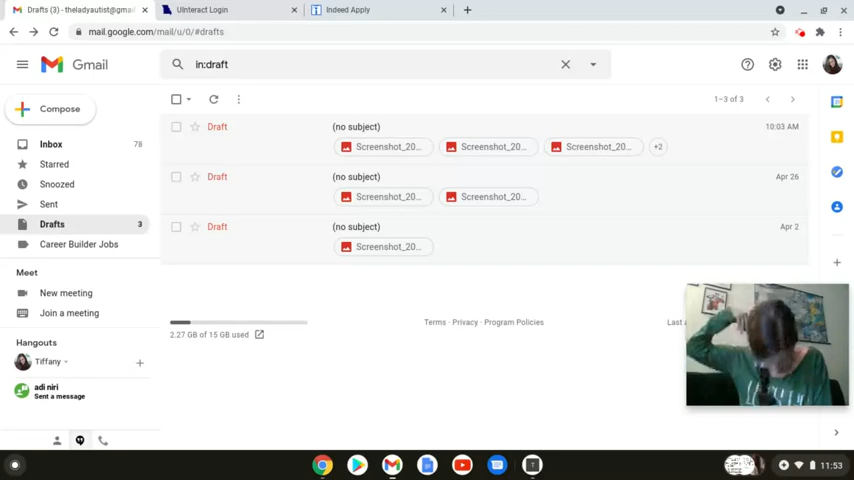 Drafts (3) - theladyautist@gmai
UInteract Login
Indeed Apply
mail.google.com/mail/u/0/#drafts
Gmail
in:draft
Compose
1–3 of 3
Inbox 78
Starred
Snoozed
Sent
Drafts 3
Career Builder Jobs
Draft (no subject) 10:03 AM
Screenshot_20... Screenshot_20... Screenshot_20... +2
Draft (no subject) Apr 26
Screenshot_20... Screenshot_20...
Draft (no subject) Apr 2
Screenshot_20...
Meet
New meeting
Join a meeting
Hangouts
Tiffany
adi niri
Sent a message
2.27 GB of 15 GB used
Terms · Privacy · Program Policies
Last a
T
11:53